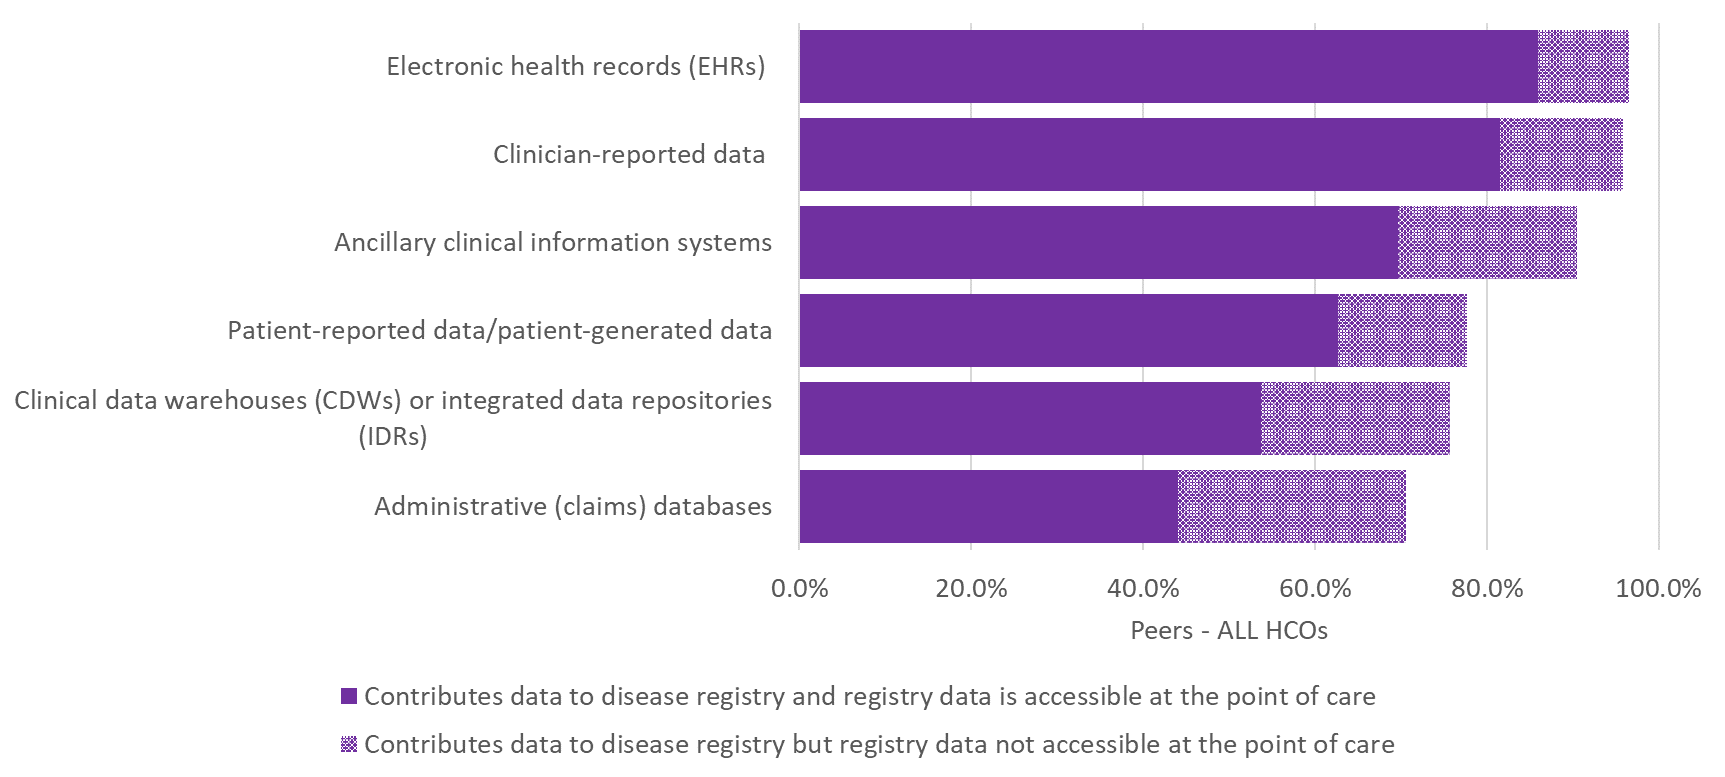 Electronic health records (EHRs)
Clinician-reported data
Ancillary clinical information systems
Patient-reported data/patient-generated data
Clinical data warehouses (CDWs) or integrated data repositories
(IDRs)
Administrative (claims) databases
0.0% 20.0% 40.0% 60.0% 80.0% 100.0%
Peers - ALL HCOs
Contributes data to disease registry and registry data is accessible at the point of care
Contributes data to disease registry but registry data not accessible at the point of care